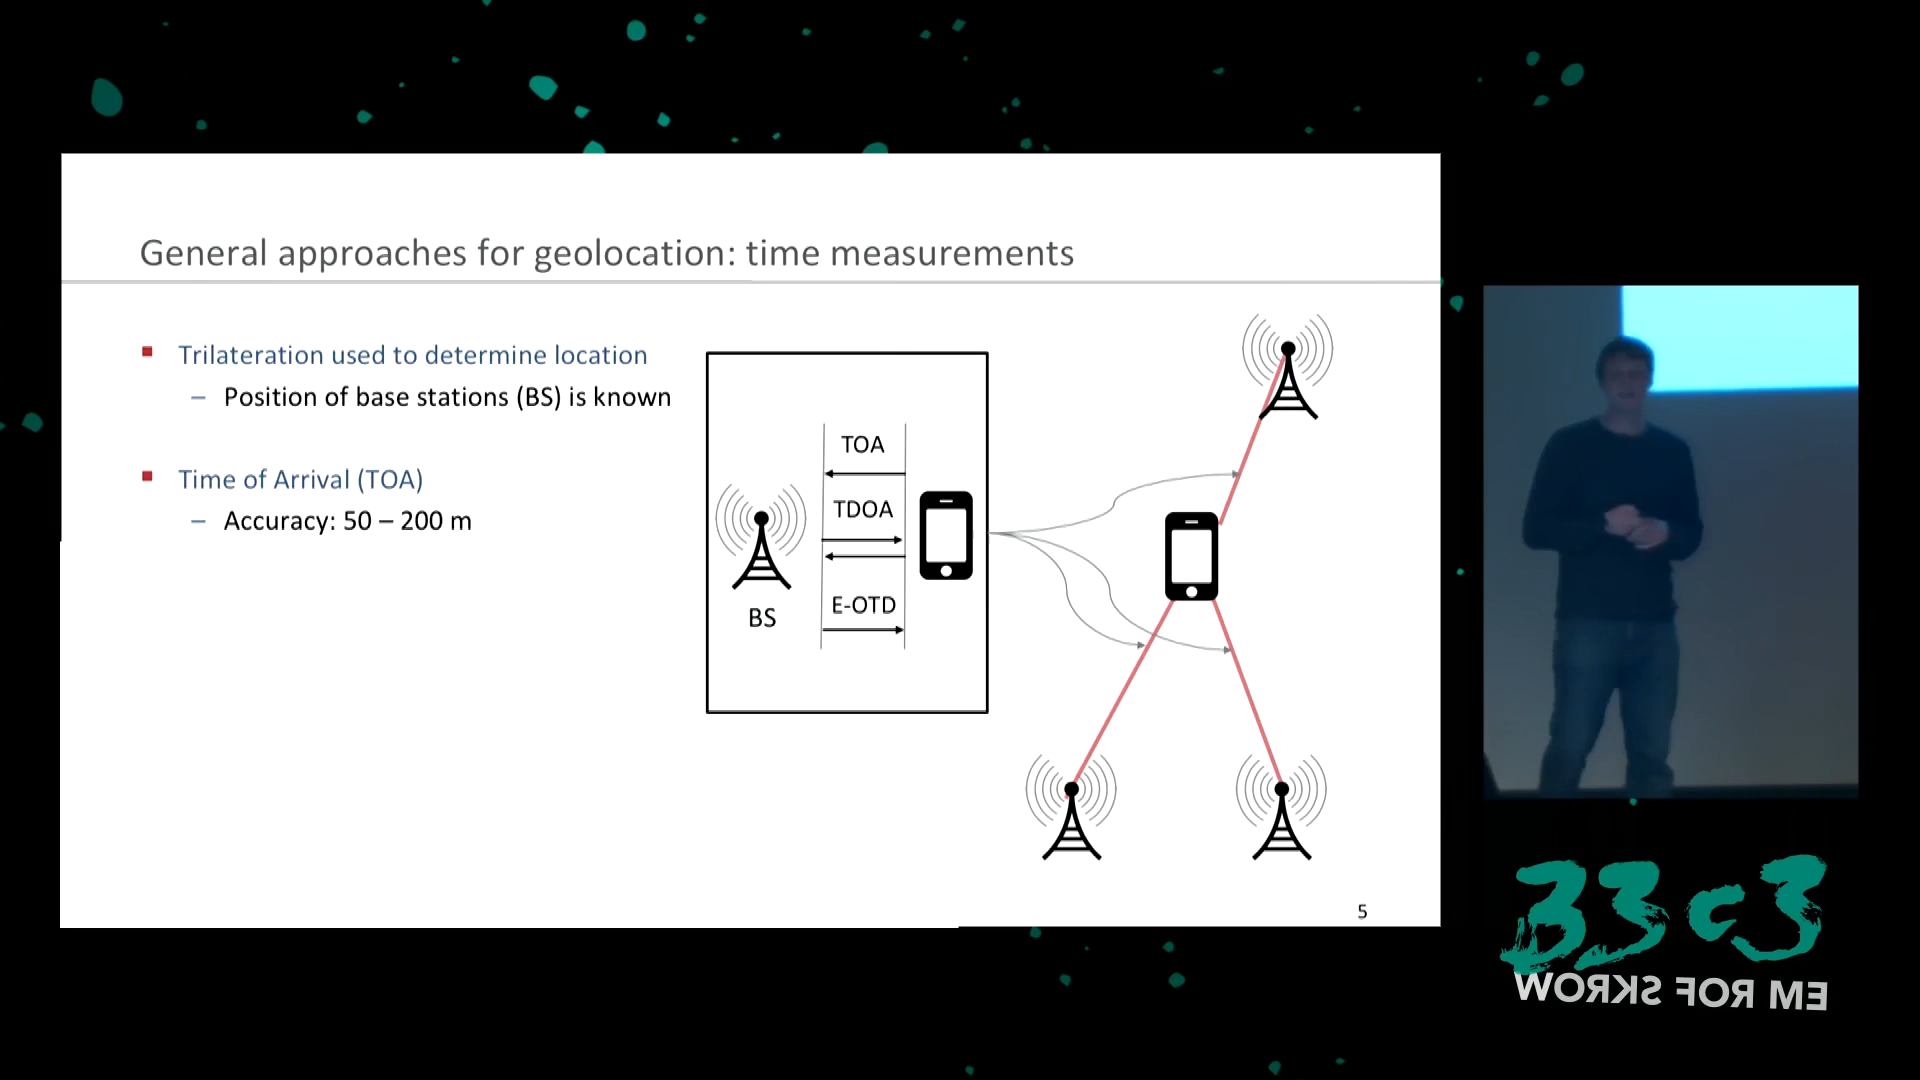 General approaches for geolocation: time measurements
Trilateration used to determine location
– Position of base stations (BS) is known
Time of Arrival (TOA)
– Accuracy: 50 – 200 m
TOA
TDOA
E-OTD
BS
5
33c3
WORKS FOR ME